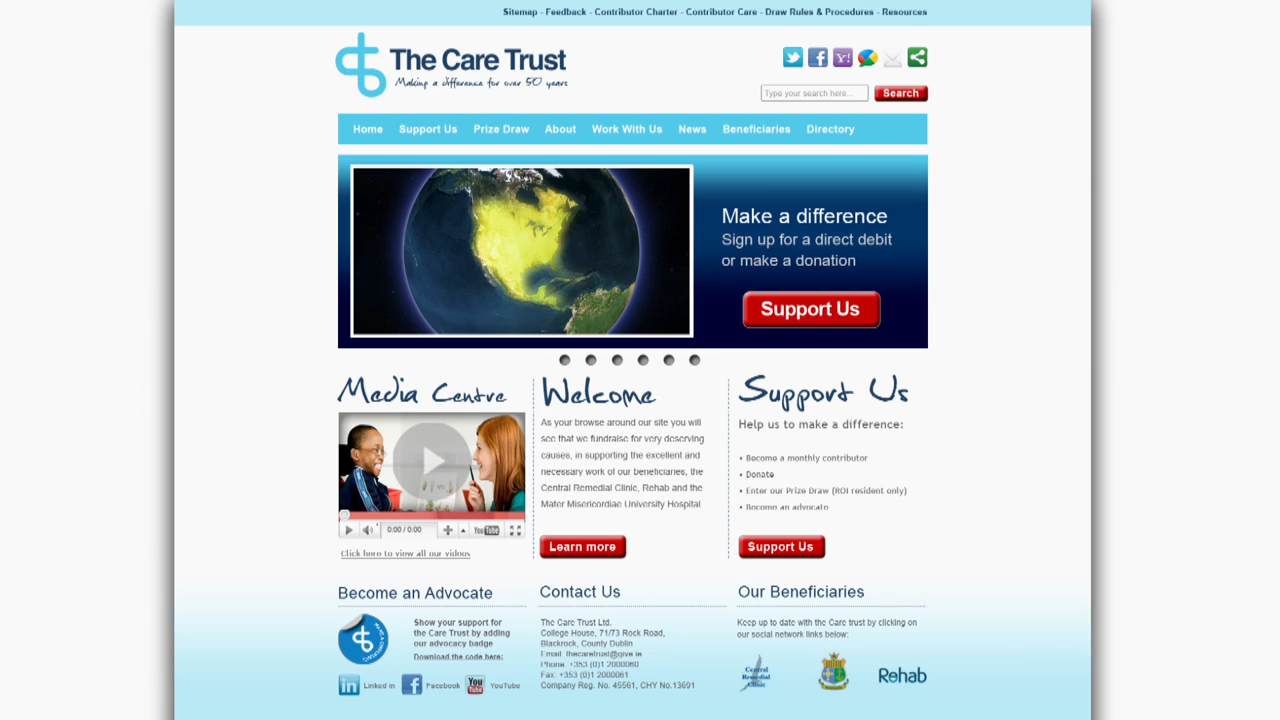 Sitemap - Feedback - Contributor Charter - Contributor Care - Draw Rules & Procedures - Resources
The Care Trust
Making a difference for over 50 years
Type your search here...
Search
Home Support Us Prize Draw About Work With Us News Beneficiaries Directory
Make a difference
Sign up for a direct debit
or make a donation
Support Us
Media Centre
0:00 / 0:00
YouTube
Click here to view all our videos
Welcome
As your browse around our site you will
see that we fundraise for very deserving
causes, in supporting the excellent and
necessary work of our beneficiaries, the
Central Remedial Clinic, Rehab and the
Mater Misericordiae University Hospital
Learn more
Support Us
Help us to make a difference:
• Become a monthly contributor
• Donate
• Enter our Prize Draw (ROI resident only)
• Become an advocate
Support Us
Become an Advocate
Show your support for
the Care Trust by adding
our advocacy badge
Download the code here:
Linked in Facebook YouTube
Contact Us
The Care Trust Ltd.
College House, 71/73 Rock Road,
Blackrock, County Dublin
Email: thecaretrust@give.ie
Phone: +353 (0)1 2000060
Fax: +353 (0)1 2000061
Company Reg. No. 45561, CHY No.13691
Our Beneficiaries
Keep up to date with the Care trust by clicking on
our social network links below:
Central
Remedial
Clinic
Rehab